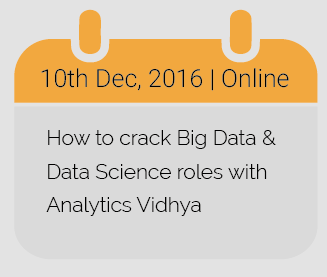 10th Dec, 2016 | Online
How to crack Big Data &
Data Science roles with
Analytics Vidhya